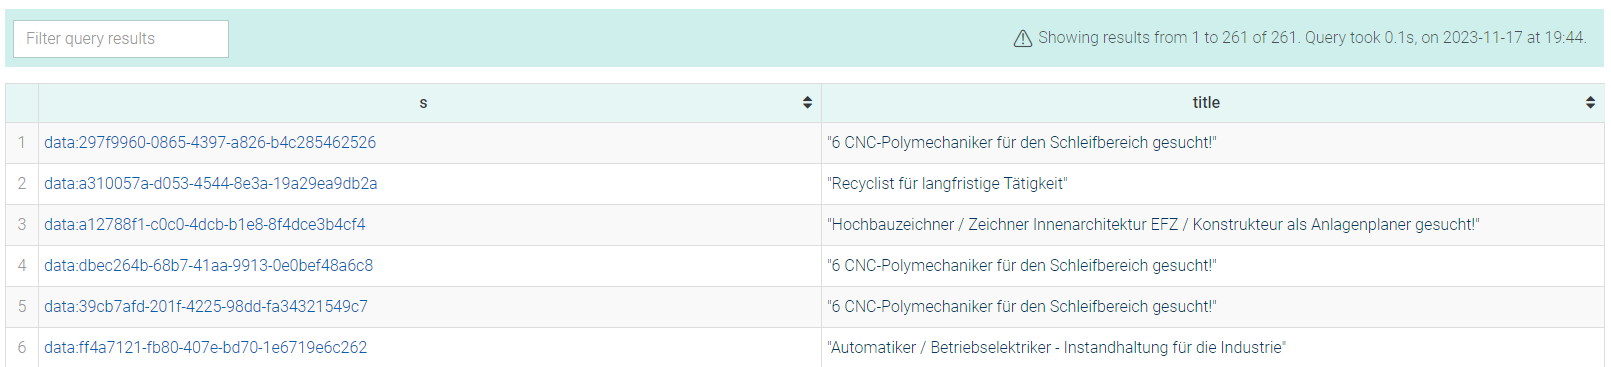 Filter query results
Showing results from 1 to 261 of 261. Query took 0.1s, on 2023-11-17 at 19:44.
s title
1 data:297f9960-0865-4397-a826-b4c285462526 "6 CNC-Polymechaniker für den Schleifbereich gesucht!"
2 data:a310057a-d053-4544-8e3a-19a29ea9db2a "Recyclist für langfristige Tätigkeit"
3 data:a12788f1-c0c0-4dcb-b1e8-8f4dce3b4cf4 "Hochbauzeichner / Zeichner Innenarchitektur EFZ / Konstrukteur als Anlagenplaner gesucht!"
4 data:dbec264b-68b7-41aa-9913-0e0bef48a6c8 "6 CNC-Polymechaniker für den Schleifbereich gesucht!"
5 data:39cb7afd-201f-4225-98dd-fa34321549c7 "6 CNC-Polymechaniker für den Schleifbereich gesucht!"
6 data:ff4a7121-fb80-407e-bd70-1e6719e6c262 "Automatiker / Betriebselektriker - Instandhaltung für die Industrie"